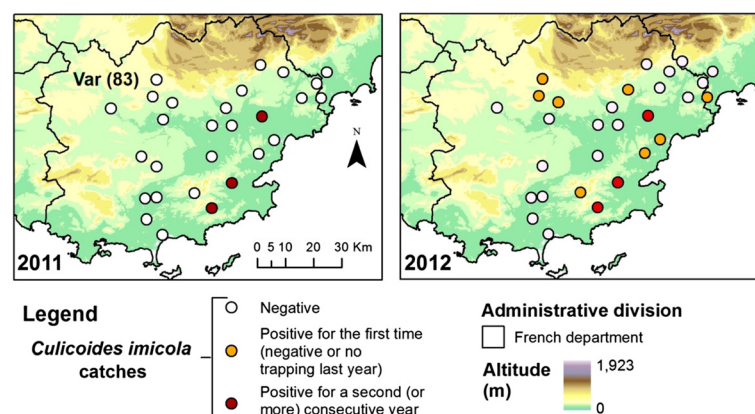 Var (83)
N
2011
0 5 10 20 30 Km
2012
Legend
Culicoides imicola
catches
Negative
Positive for the first time
(negative or no
trapping last year)
Positive for a second (or
more) consecutive year
Administrative division
French department
Altitude
(m)
1,923
0